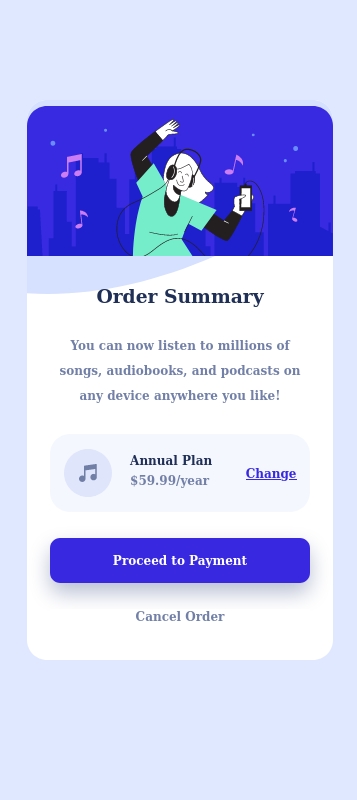 Order Summary
You can now listen to millions of
songs, audiobooks, and podcasts on
any device anywhere you like!
Annual Plan
$59.99/year
Change
Proceed to Payment
Cancel Order